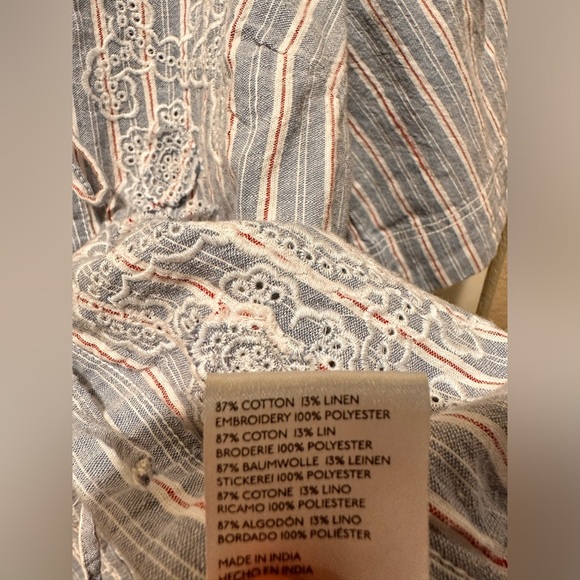 87% COTTON 13% LINEN
EMBROIDERY 100% POLYESTER
87% COTON 13% LIN
BRODERIE 100% POLYESTER
87% BAUMWOLLE 13% LEINEN
STICKEREI 100% POLYESTER
87% COTONE 13% LINO
RICAMO 100% POLIESTERE
87% ALGODÓN 13% LINO
BORDADO 100% POLIÉSTER
MADE IN INDIA
HECHO EN INDIA